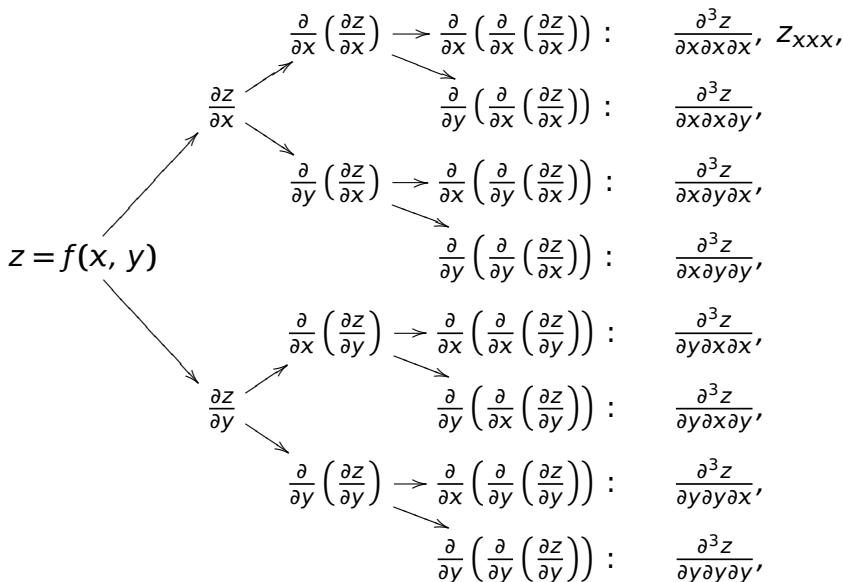 ∂/∂x (∂z/∂x) → ∂/∂x (∂/∂x (∂z/∂x)) : ∂³z/∂x∂x∂x, z_xxx,
∂z/∂x ∂/∂y (∂/∂x (∂z/∂x)) : ∂³z/∂x∂x∂y,
∂/∂y (∂z/∂x) → ∂/∂x (∂/∂y (∂z/∂x)) : ∂³z/∂x∂y∂x,
z = f(x, y) ∂/∂y (∂/∂y (∂z/∂x)) : ∂³z/∂x∂y∂y,
∂/∂x (∂z/∂y) → ∂/∂x (∂/∂x (∂z/∂y)) : ∂³z/∂y∂x∂x,
∂z/∂y ∂/∂y (∂/∂x (∂z/∂y)) : ∂³z/∂y∂x∂y,
∂/∂y (∂z/∂y) → ∂/∂x (∂/∂y (∂z/∂y)) : ∂³z/∂y∂y∂x,
∂/∂y (∂/∂y (∂z/∂y)) : ∂³z/∂y∂y∂y,